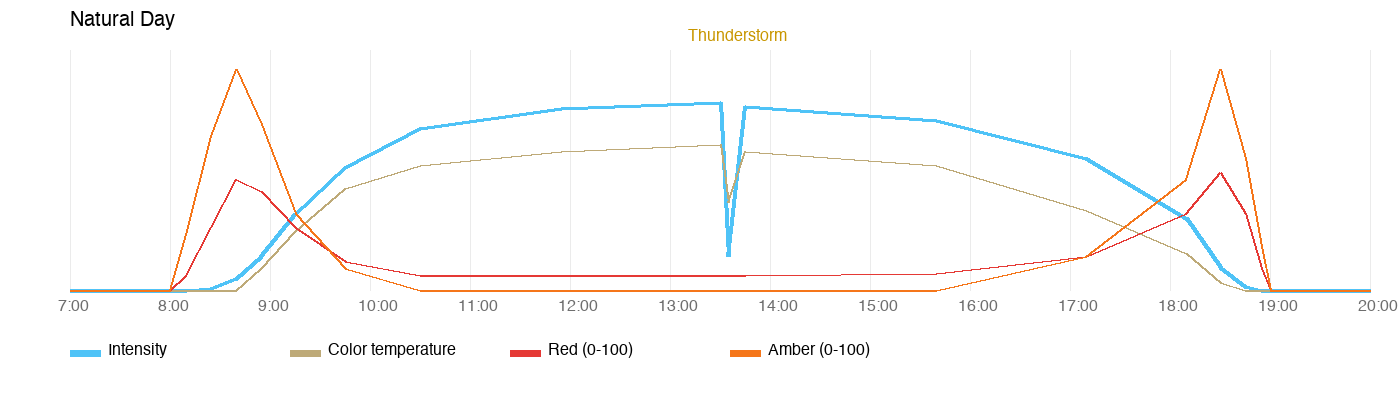 Natural Day
Thunderstorm
7:00 8:00 9:00 10:00 11:00 12:00 13:00 14:00 15:00 16:00 17:00 18:00 19:00 20:00
Intensity Color temperature Red (0-100) Amber (0-100)